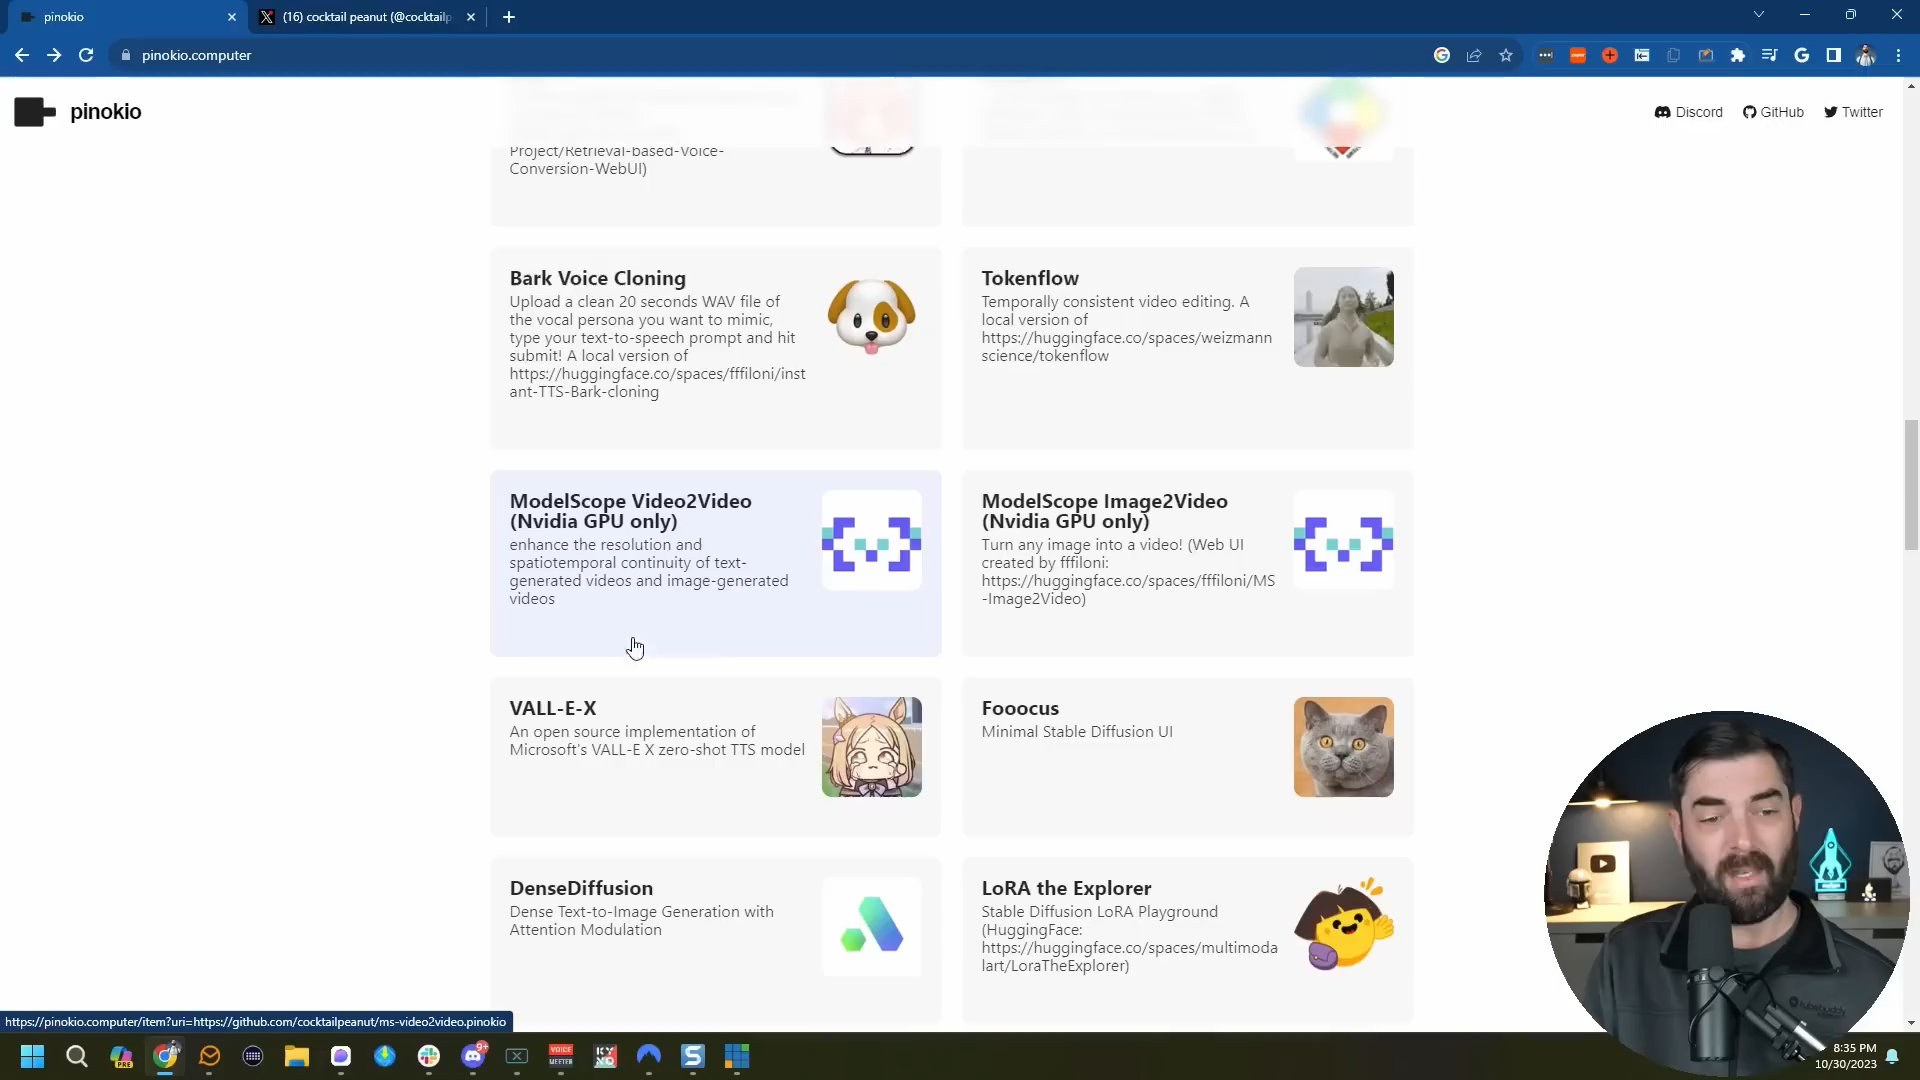 pinokio
(16) cocktail peanut (@cocktailp
pinokio.computer
pinokio
Discord
GitHub
Twitter
Project/Retrieval-based-Voice-
Conversion-WebUI)
Bark Voice Cloning
Upload a clean 20 seconds WAV file of
the vocal persona you want to mimic,
type your text-to-speech prompt and hit
submit! A local version of
https://huggingface.co/spaces/fffiloni/inst
ant-TTS-Bark-cloning
Tokenflow
Temporally consistent video editing. A
local version of
https://huggingface.co/spaces/weizmann
science/tokenflow
ModelScope Video2Video
(Nvidia GPU only)
enhance the resolution and
spatiotemporal continuity of text-
generated videos and image-generated
videos
ModelScope Image2Video
(Nvidia GPU only)
Turn any image into a video! (Web UI
created by fffiloni:
https://huggingface.co/spaces/fffiloni/MS
-Image2Video)
VALL-E-X
An open source implementation of
Microsoft's VALL-E X zero-shot TTS model
Fooocus
Minimal Stable Diffusion UI
DenseDiffusion
Dense Text-to-Image Generation with
Attention Modulation
LoRA the Explorer
Stable Diffusion LoRA Playground
(HuggingFace:
https://huggingface.co/spaces/multimoda
lart/LoraTheExplorer)
tubebuddy
https://pinokio.computer/item?uri=https://github.com/cocktailpeanut/ms-video2video.pinokio
PRE
9+
VOICE
MEETER
8:35 PM
10/30/2023